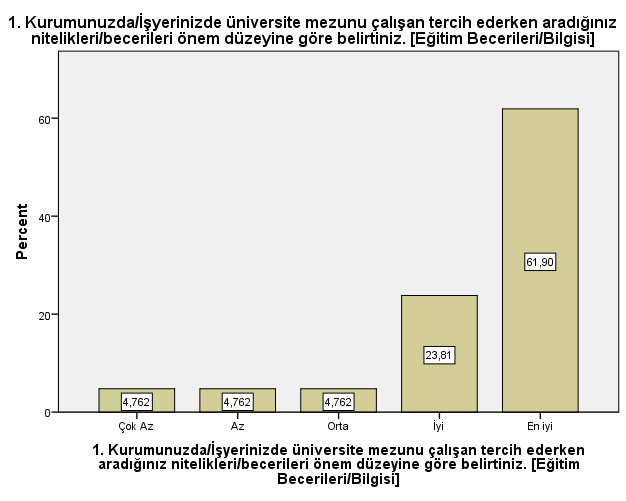 1. Kurumunuzda/İşyerinizde üniversite mezunu çalışan tercih ederken aradığınız
nitelikleri/becerileri önem düzeyine göre belirtiniz. [Eğitim Becerileri/Bilgisi]
Percent
60
40
20
0
4,762
4,762
4,762
23,81
61,90
Çok Az
Az
Orta
İyi
En iyi
1. Kurumunuzda/İşyerinizde üniversite mezunu çalışan tercih ederken
aradığınız nitelikleri/becerileri önem düzeyine göre belirtiniz. [Eğitim
Becerileri/Bilgisi]